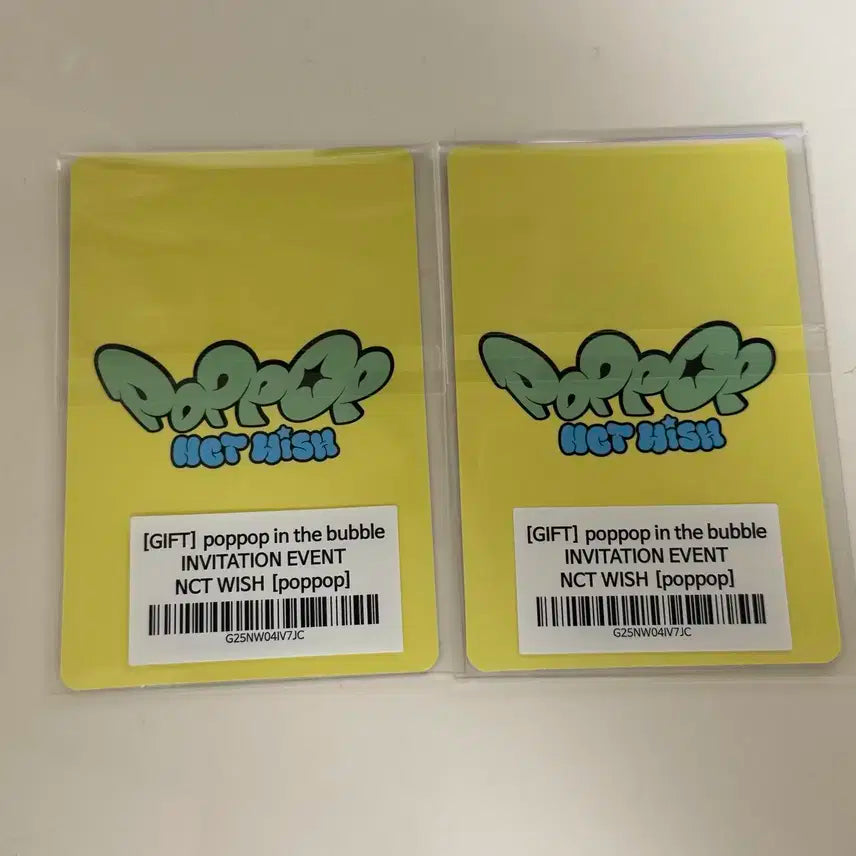 POPPOP
NCT WISH
[GIFT] poppop in the bubble
INVITATION EVENT
NCT WISH [poppop]
G25NW04IV7JC
POPPOP
NCT WISH
[GIFT] poppop in the bubble
INVITATION EVENT
NCT WISH [poppop]
G25NW04IV7JC